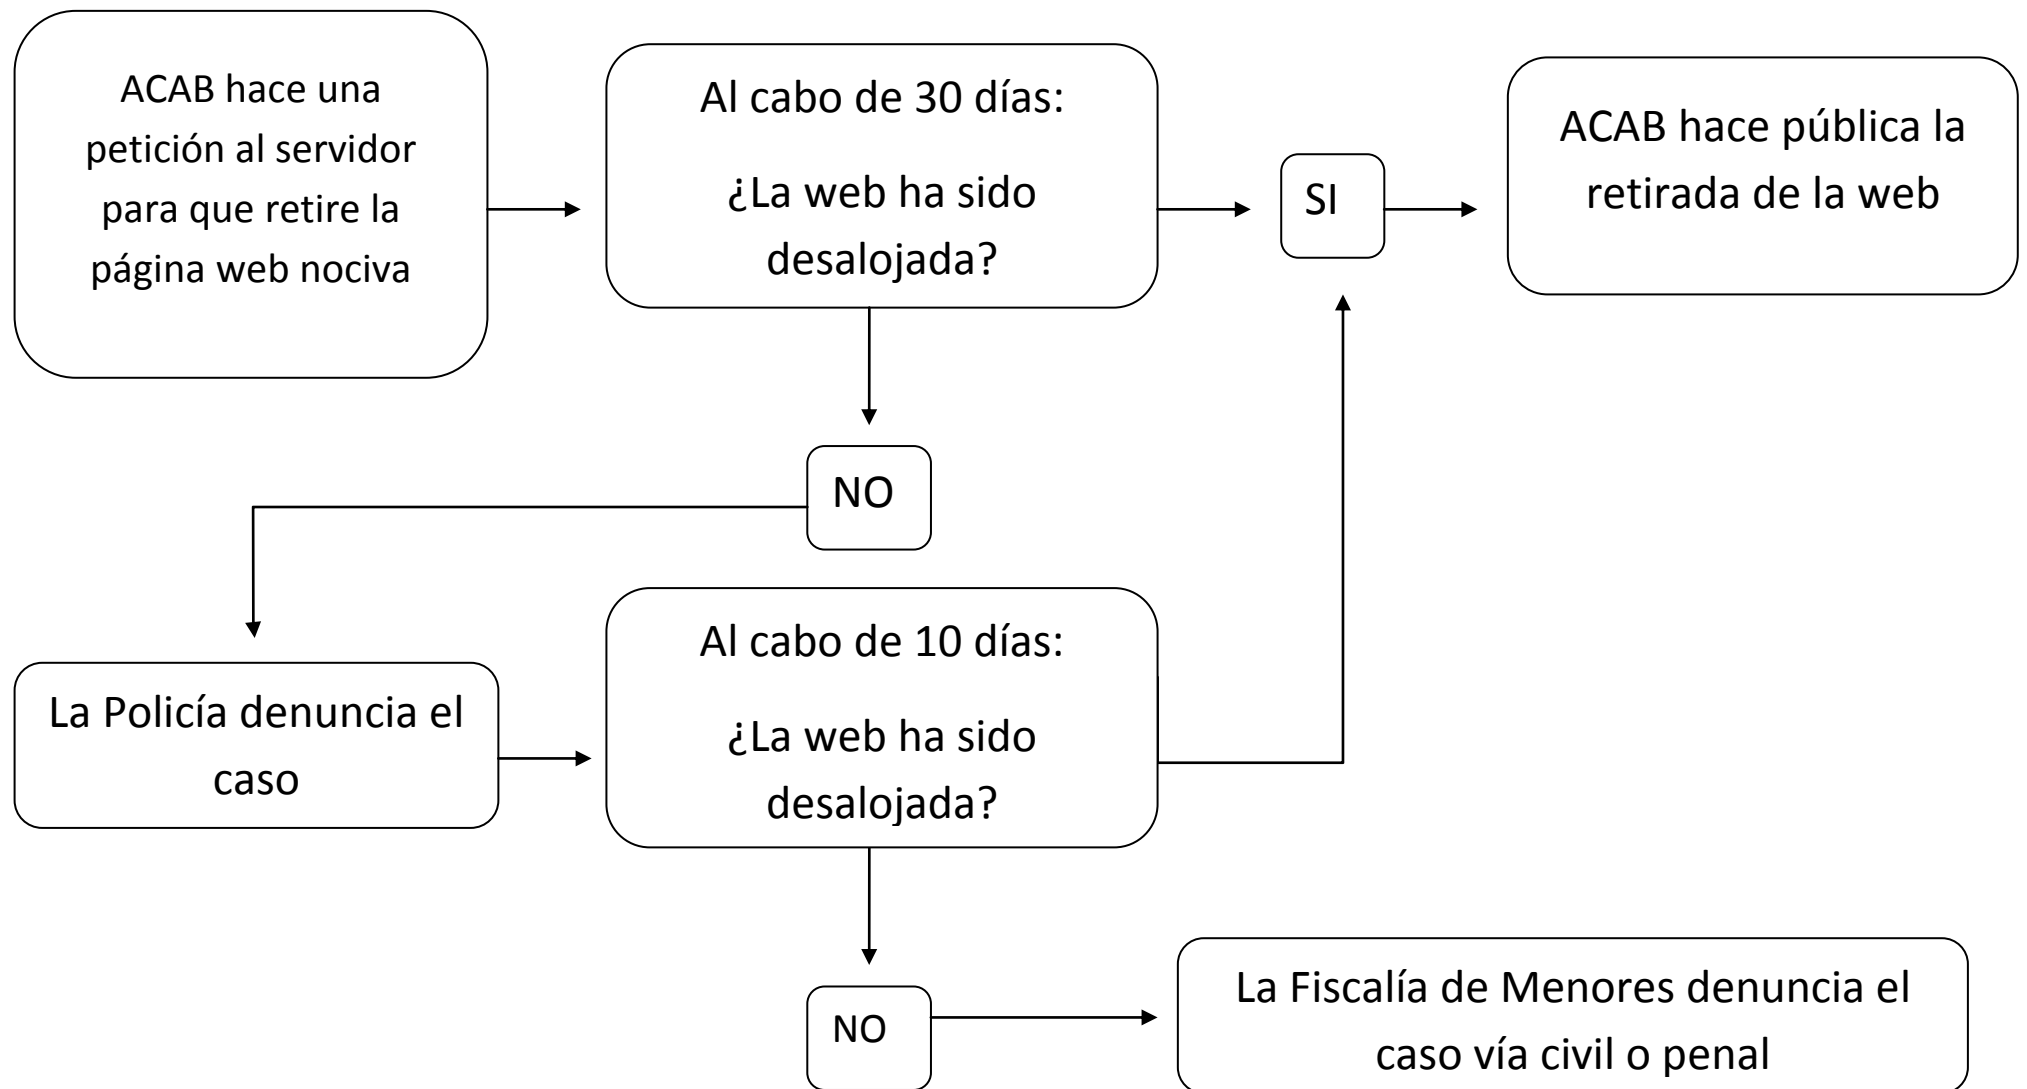 ACAB hace una
petición al servidor
para que retire la
página web nociva
Al cabo de 30 días:
¿La web ha sido
desalojada?
SI
ACAB hace pública la
retirada de la web
NO
La Policía denuncia el
caso
Al cabo de 10 días:
¿La web ha sido
desalojada?
NO
La Fiscalía de Menores denuncia el
caso vía civil o penal